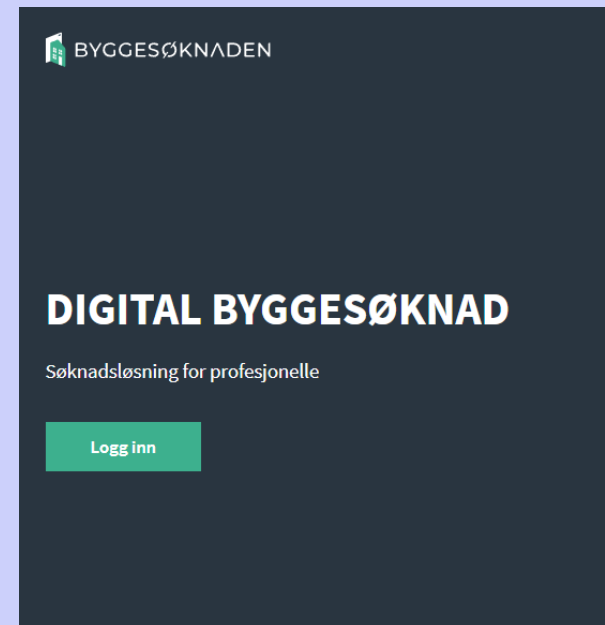 BYGGESØKNADEN
DIGITAL BYGGESØKNAD
Søknadsløsning for profesjonelle
Logg inn